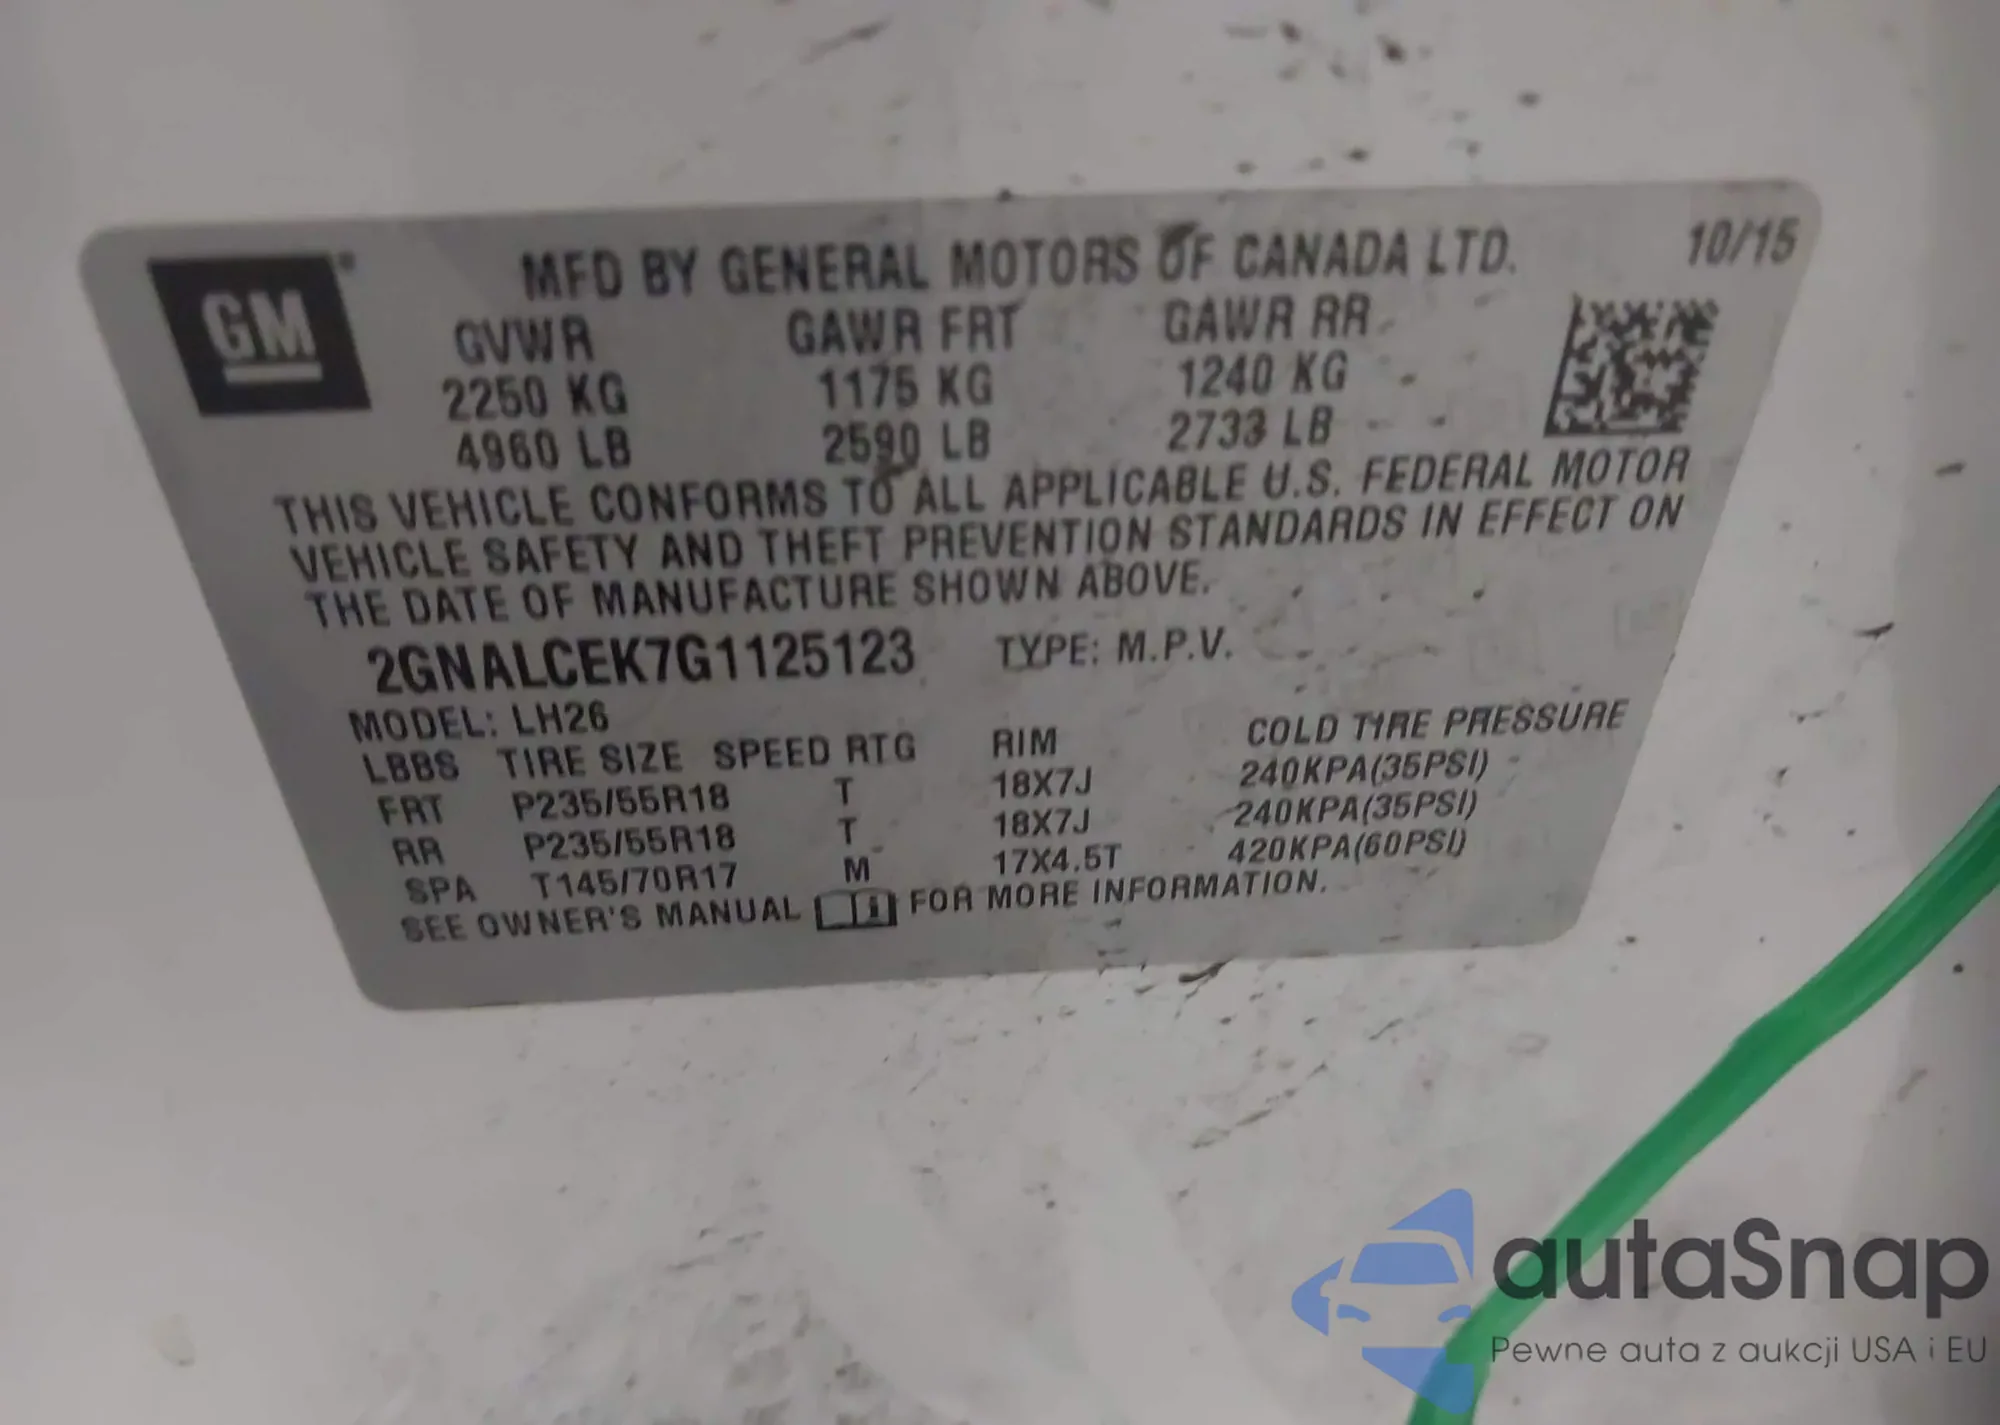 GM®
MFD BY GENERAL MOTORS OF CANADA LTD.
10/15
GVWR GAWR FRT GAWR RR
2250 KG 1175 KG 1240 KG
4960 LB 2590 LB 2733 LB
THIS VEHICLE CONFORMS TO ALL APPLICABLE U.S. FEDERAL MOTOR
VEHICLE SAFETY AND THEFT PREVENTION STANDARDS IN EFFECT ON
THE DATE OF MANUFACTURE SHOWN ABOVE.
2GNALCEK7G1125123 TYPE: M.P.V.
MODEL: LH26
LBBS TIRE SIZE SPEED RTG RIM COLD TIRE PRESSURE
FRT P235/55R18 T 18X7J 240KPA(35PSI)
RR P235/55R18 T 18X7J 240KPA(35PSI)
SPA T145/70R17 M 17X4.5T 420KPA(60PSI)
SEE OWNER'S MANUAL FOR MORE INFORMATION.
autaSnap
Pewne auta z aukcji USA i EU